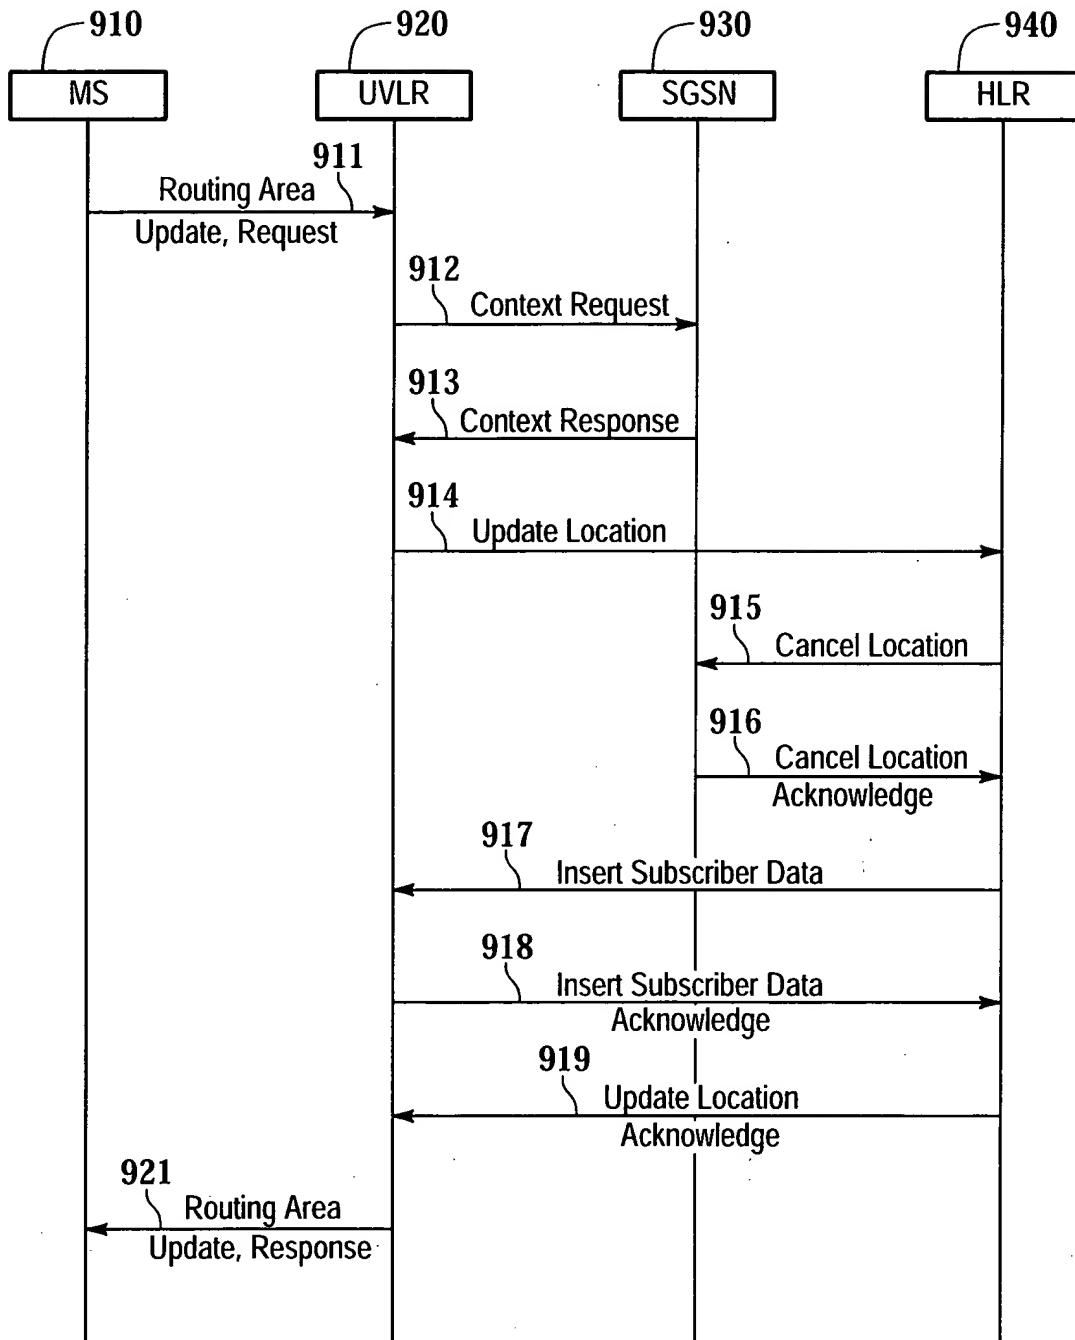 910
920
930
940
MS
UVLR
SGSN
HLR
911
Routing Area
Update, Request
912
Context Request
913
Context Response
914
Update Location
915
Cancel Location
916
Cancel Location
Acknowledge
917
Insert Subscriber Data
918
Insert Subscriber Data
Acknowledge
919
Update Location
Acknowledge
921
Routing Area
Update, Response